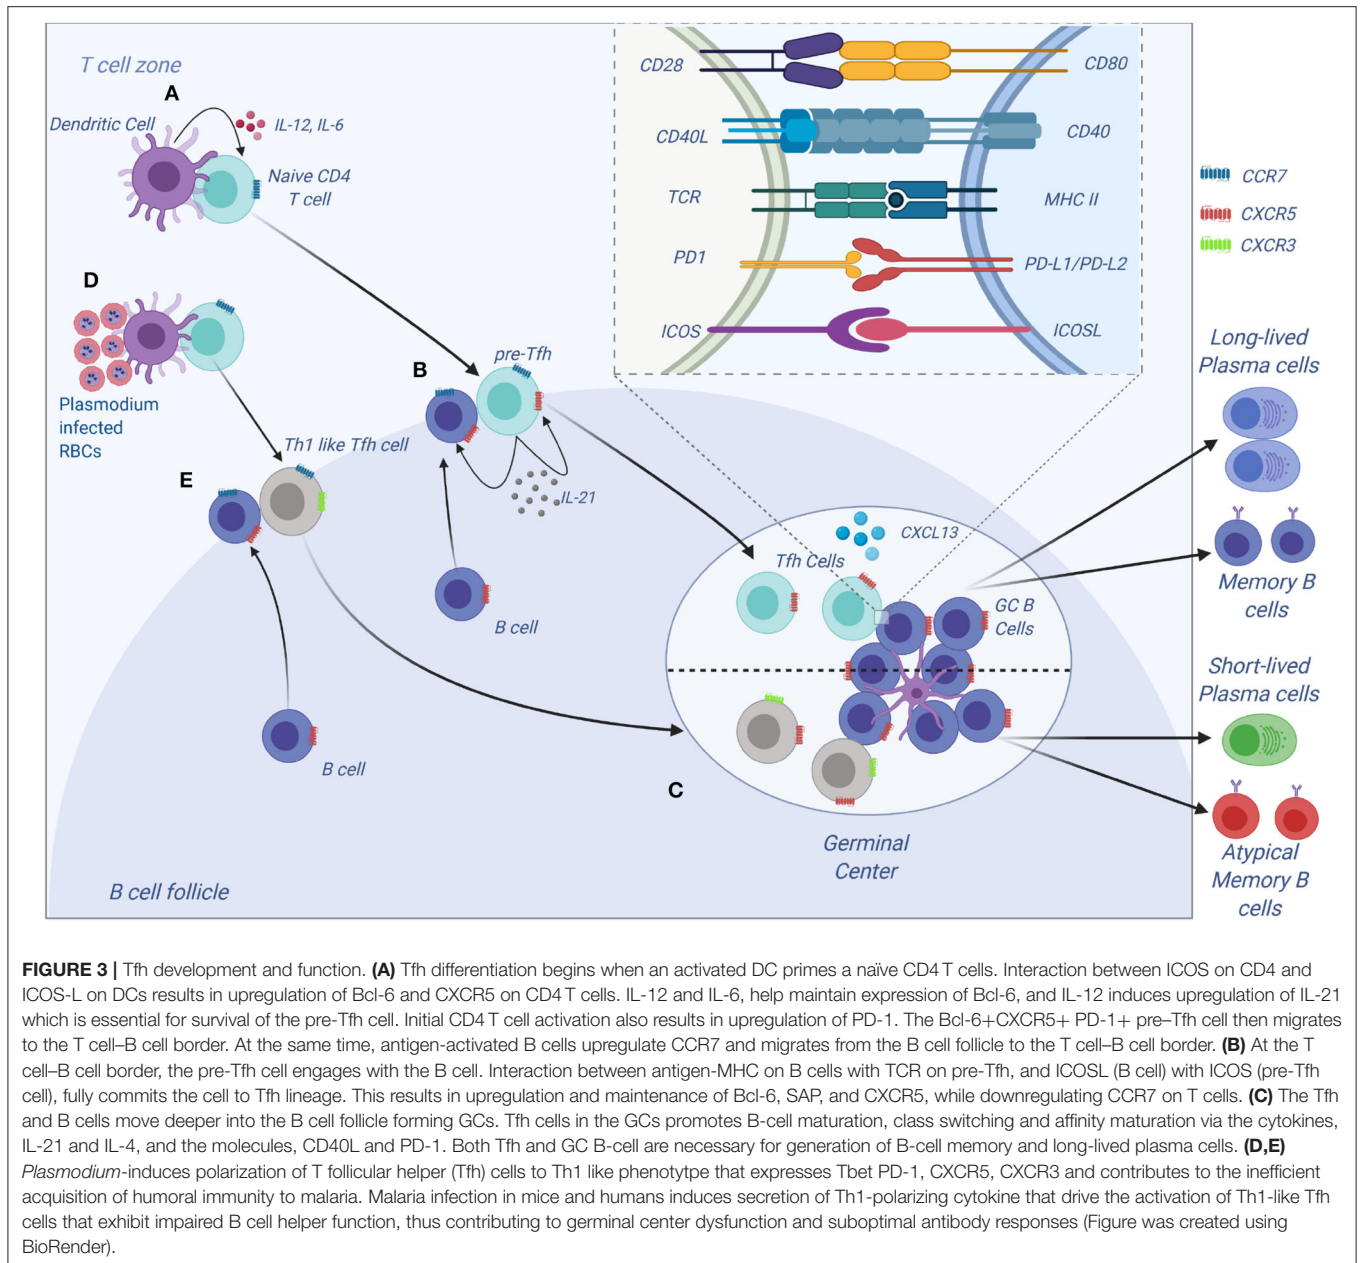 T cell zone
A
Dendritic Cell
IL-12, IL-6
Naive CD4
T cell
CD28
CD80
CD40L
CD40
TCR
MHC II
PD1
PD-L1/PD-L2
ICOS
ICOSL
CCR7
CXCR5
CXCR3
D
Plasmodium
infected
RBCs
B
pre-Tfh
IL-21
Th1 like Tfh cell
E
B cell
B cell
CXCL13
Tfh Cells
GC B
Cells
C
Germinal
Center
B cell follicle
Long-lived
Plasma cells
Memory B
cells
Short-lived
Plasma cells
Atypical
Memory B
cells
FIGURE 3 | Tfh development and function. (A) Tfh differentiation begins when an activated DC primes a naïve CD4 T cells. Interaction between ICOS on CD4 and
ICOS-L on DCs results in upregulation of Bcl-6 and CXCR5 on CD4 T cells. IL-12 and IL-6, help maintain expression of Bcl-6, and IL-12 induces upregulation of IL-21
which is essential for survival of the pre-Tfh cell. Initial CD4 T cell activation also results in upregulation of PD-1. The Bcl-6+CXCR5+ PD-1+ pre–Tfh cell then migrates
to the T cell–B cell border. At the same time, antigen-activated B cells upregulate CCR7 and migrates from the B cell follicle to the T cell–B cell border. (B) At the T
cell–B cell border, the pre-Tfh cell engages with the B cell. Interaction between antigen-MHC on B cells with TCR on pre-Tfh, and ICOSL (B cell) with ICOS (pre-Tfh
cell), fully commits the cell to Tfh lineage. This results in upregulation and maintenance of Bcl-6, SAP, and CXCR5, while downregulating CCR7 on T cells. (C) The Tfh
and B cells move deeper into the B cell follicle forming GCs. Tfh cells in the GCs promotes B-cell maturation, class switching and affinity maturation via the cytokines,
IL-21 and IL-4, and the molecules, CD40L and PD-1. Both Tfh and GC B-cell are necessary for generation of B-cell memory and long-lived plasma cells. (D,E)
Plasmodium-induces polarization of T follicular helper (Tfh) cells to Th1 like phenotytpe that expresses Tbet PD-1, CXCR5, CXCR3 and contributes to the inefficient
acquisition of humoral immunity to malaria. Malaria infection in mice and humans induces secretion of Th1-polarizing cytokine that drive the activation of Th1-like Tfh
cells that exhibit impaired B cell helper function, thus contributing to germinal center dysfunction and suboptimal antibody responses (Figure was created using
BioRender).